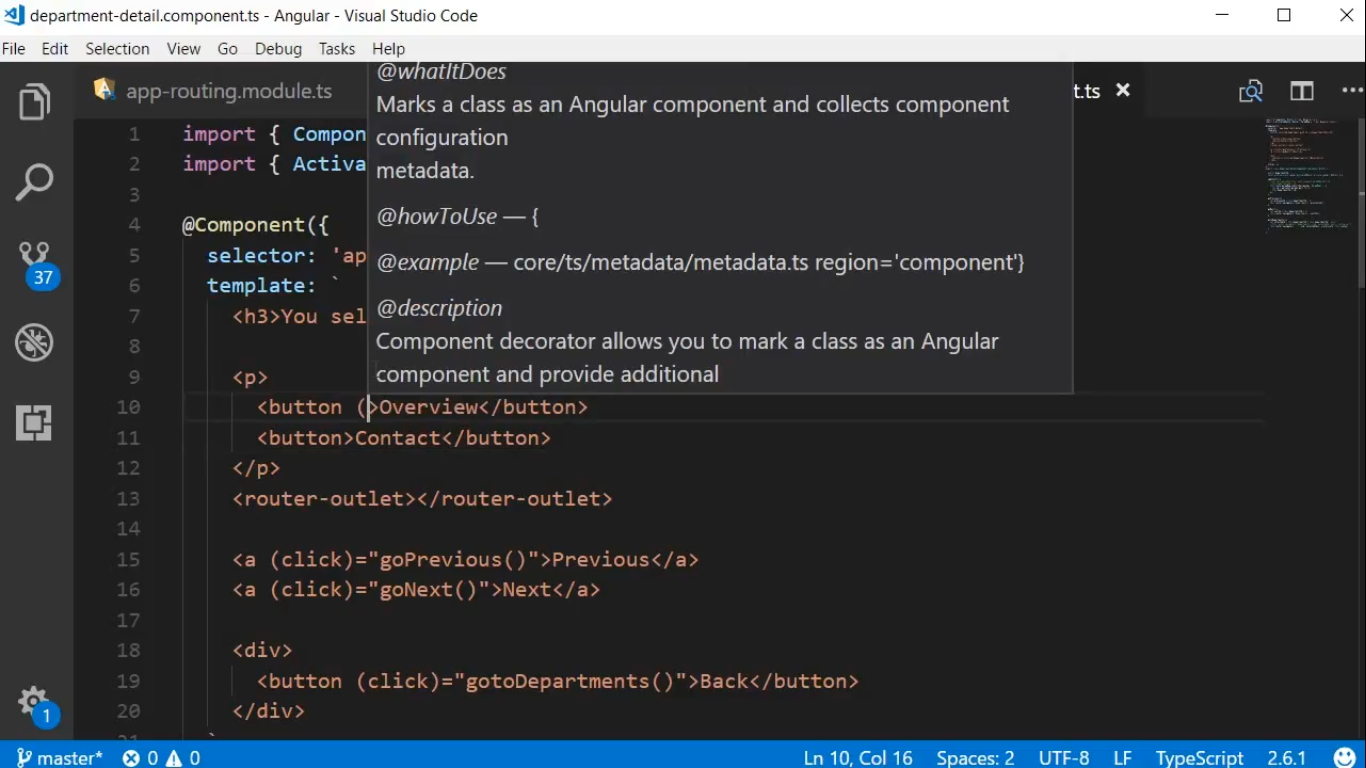 department-detail.component.ts - Angular - Visual Studio Code
File Edit Selection View Go Debug Tasks Help
app-routing.module.ts t.ts
@whatItDoes
Marks a class as an Angular component and collects component
configuration
metadata.
@howToUse — {
@example — core/ts/metadata/metadata.ts region='component'}
@description
Component decorator allows you to mark a class as an Angular
component and provide additional
1 import { Compon
2 import { Activa
3
4 @Component({
5 selector: 'ap
6 template: `
7 <h3>You sel
8
9 <p>
10 <button (>Overview</button>
11 <button>Contact</button>
12 </p>
13 <router-outlet></router-outlet>
14
15 <a (click)="goPrevious()">Previous</a>
16 <a (click)="goNext()">Next</a>
17
18 <div>
19 <button (click)="gotoDepartments()">Back</button>
20 </div>
21 `
37
1
master* 0 0 Ln 10, Col 16 Spaces: 2 UTF-8 LF TypeScript 2.6.1